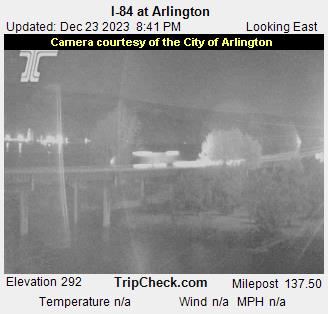 I-84 at Arlington
Updated: Dec 23 2023 8:41 PM Looking East
Camera courtesy of the City of Arlington
Elevation 292 TripCheck.com Milepost 137.50
Temperature n/a Wind n/a MPH n/a